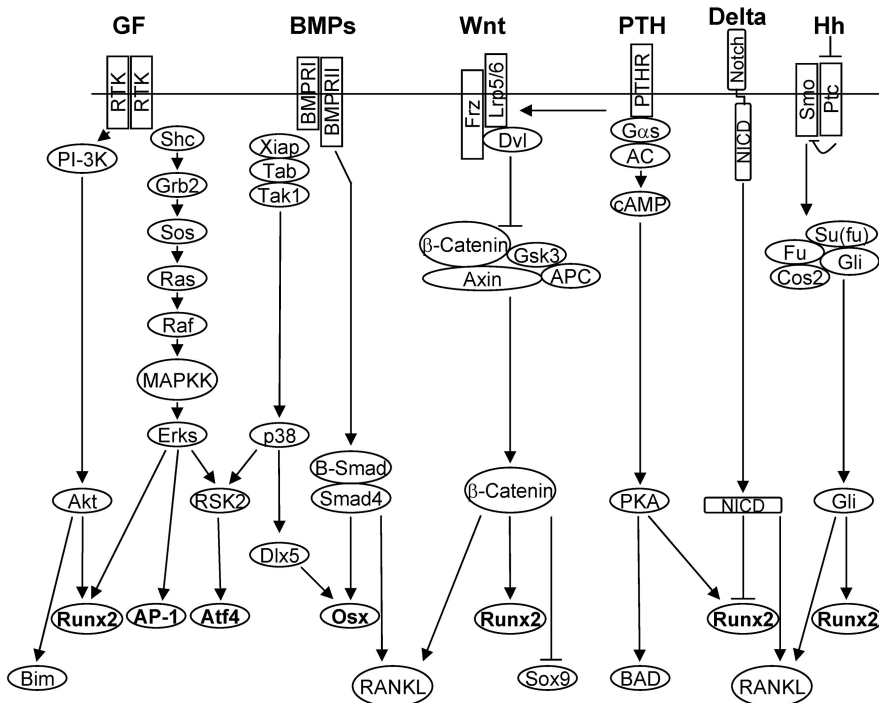 GF
BMPs
Wnt
PTH
Delta
Hh
RTK
RTK
BMPRI
BMPRII
Frz
Lrp5/6
PTHR
Notch
Smo
Ptc
PI-3K
Shc
Xiap
Dvl
Gαs
NICD
Tab
AC
Grb2
Tak1
cAMP
Sos
β-Catenin
Gsk3
Su(fu)
Fu
Gli
Ras
Axin
APC
Cos2
Raf
MAPKK
Erks
p38
B-Smad
Akt
RSK2
Smad4
β-Catenin
PKA
NICD
Gli
Dlx5
Runx2
AP-1
Atf4
Osx
Runx2
Runx2
Runx2
Bim
RANKL
Sox9
BAD
RANKL